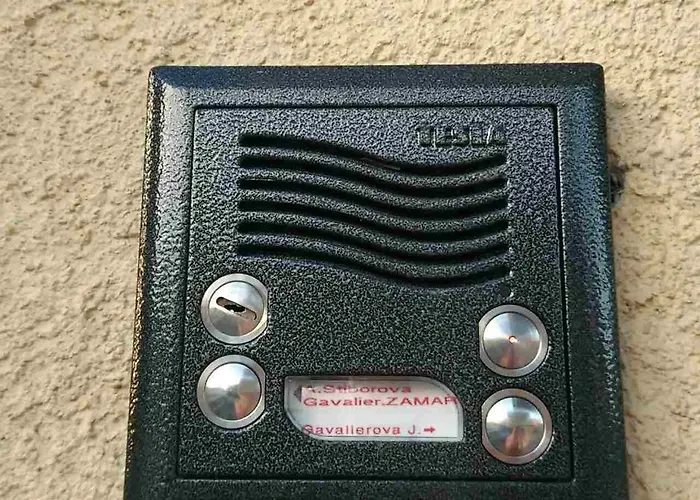 TESLA
A.Stiborova
Gavalier.ZAMAR
Gavalierova J.→